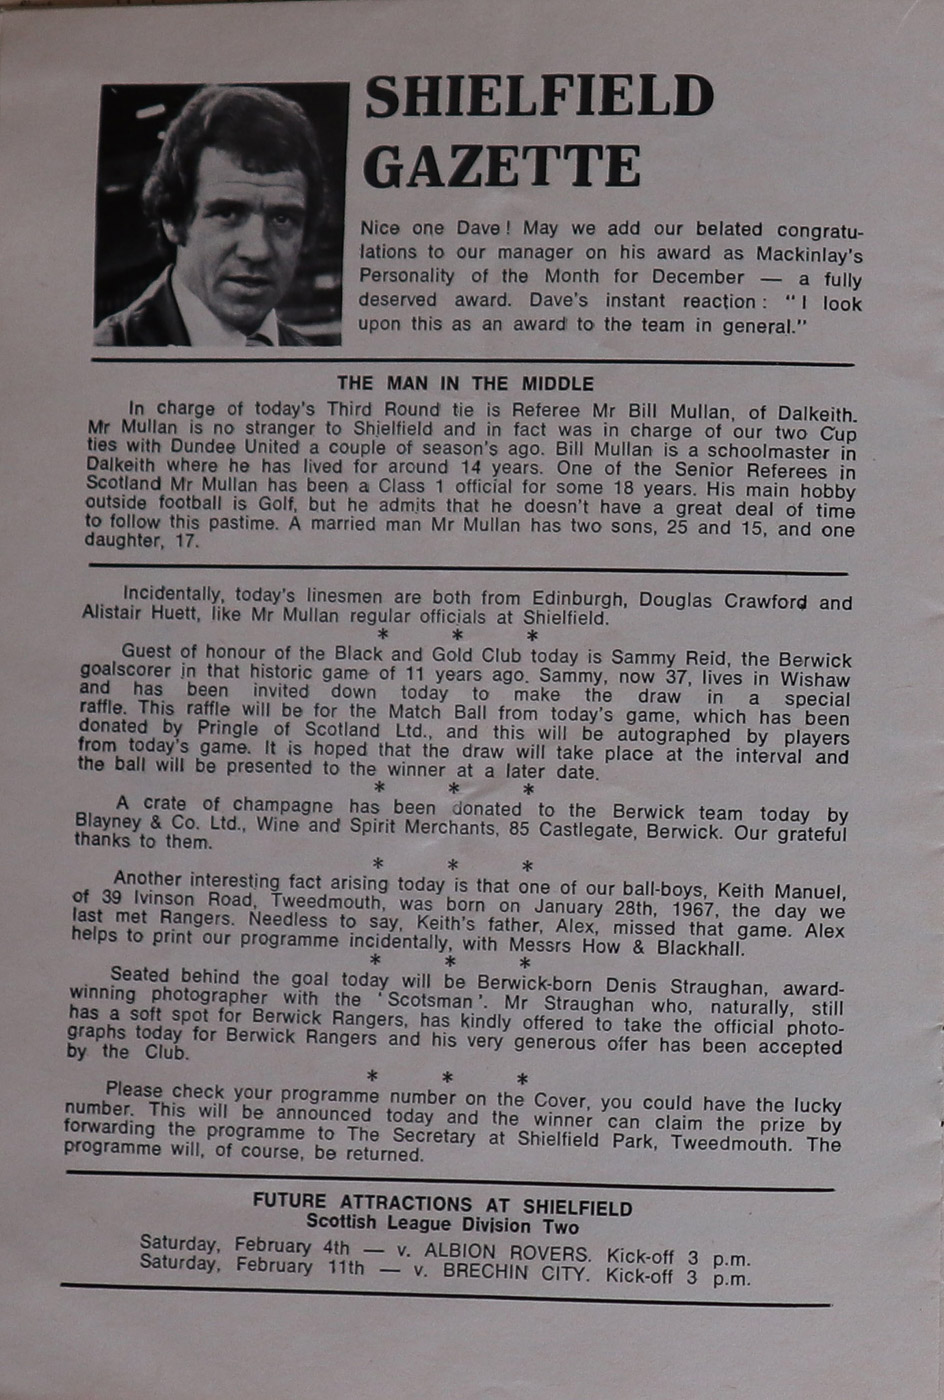 SHIELFIELD
GAZETTE
Nice one Dave! May we add our belated congratu-
lations to our manager on his award as Mackinlay's
Personality of the Month for December — a fully
deserved award. Dave's instant reaction: "I look
upon this as an award to the team in general."
THE MAN IN THE MIDDLE
In charge of today's Third Round tie is Referee Mr Bill Mullan, of Dalkeith.
Mr Mullan is no stranger to Shielfield and in fact was in charge of our two Cup
ties with Dundee United a couple of season's ago. Bill Mullan is a schoolmaster in
Dalkeith where he has lived for around 14 years. One of the Senior Referees in
Scotland Mr Mullan has been a Class 1 official for some 18 years. His main hobby
outside football is Golf, but he admits that he doesn't have a great deal of time
to follow this pastime. A married man Mr Mullan has two sons, 25 and 15, and one
daughter, 17.
Incidentally, today's linesmen are both from Edinburgh, Douglas Crawford and
Alistair Huett, like Mr Mullan regular officials at Shielfield.
* * *
Guest of honour of the Black and Gold Club today is Sammy Reid, the Berwick
goalscorer in that historic game of 11 years ago. Sammy, now 37, lives in Wishaw
and has been invited down today to make the draw in a special
raffle. This raffle will be for the Match Ball from today's game, which has been
donated by Pringle of Scotland Ltd., and this will be autographed by players
from today's game. It is hoped that the draw will take place at the interval and
the ball will be presented to the winner at a later date.
* * *
A crate of champagne has been donated to the Berwick team today by
Blayney & Co. Ltd., Wine and Spirit Merchants, 85 Castlegate, Berwick. Our grateful
thanks to them.
* * *
Another interesting fact arising today is that one of our ball-boys, Keith Manuel,
of 39 Ivinson Road, Tweedmouth, was born on January 28th, 1967, the day we
last met Rangers. Needless to say, Keith's father, Alex, missed that game. Alex
helps to print our programme incidentally, with Messrs How & Blackhall.
* * *
Seated behind the goal today will be Berwick-born Denis Straughan, award-
winning photographer with the 'Scotsman'. Mr Straughan who, naturally, still
has a soft spot for Berwick Rangers, has kindly offered to take the official photo-
graphs today for Berwick Rangers and his very generous offer has been accepted
by the Club.
* * *
Please check your programme number on the Cover, you could have the lucky
number. This will be announced today and the winner can claim the prize by
forwarding the programme to The Secretary at Shielfield Park, Tweedmouth. The
programme will, of course, be returned.
FUTURE ATTRACTIONS AT SHIELFIELD
Scottish League Division Two
Saturday, February 4th — v. ALBION ROVERS. Kick-off 3 p.m.
Saturday, February 11th — v. BRECHIN CITY. Kick-off 3 p.m.